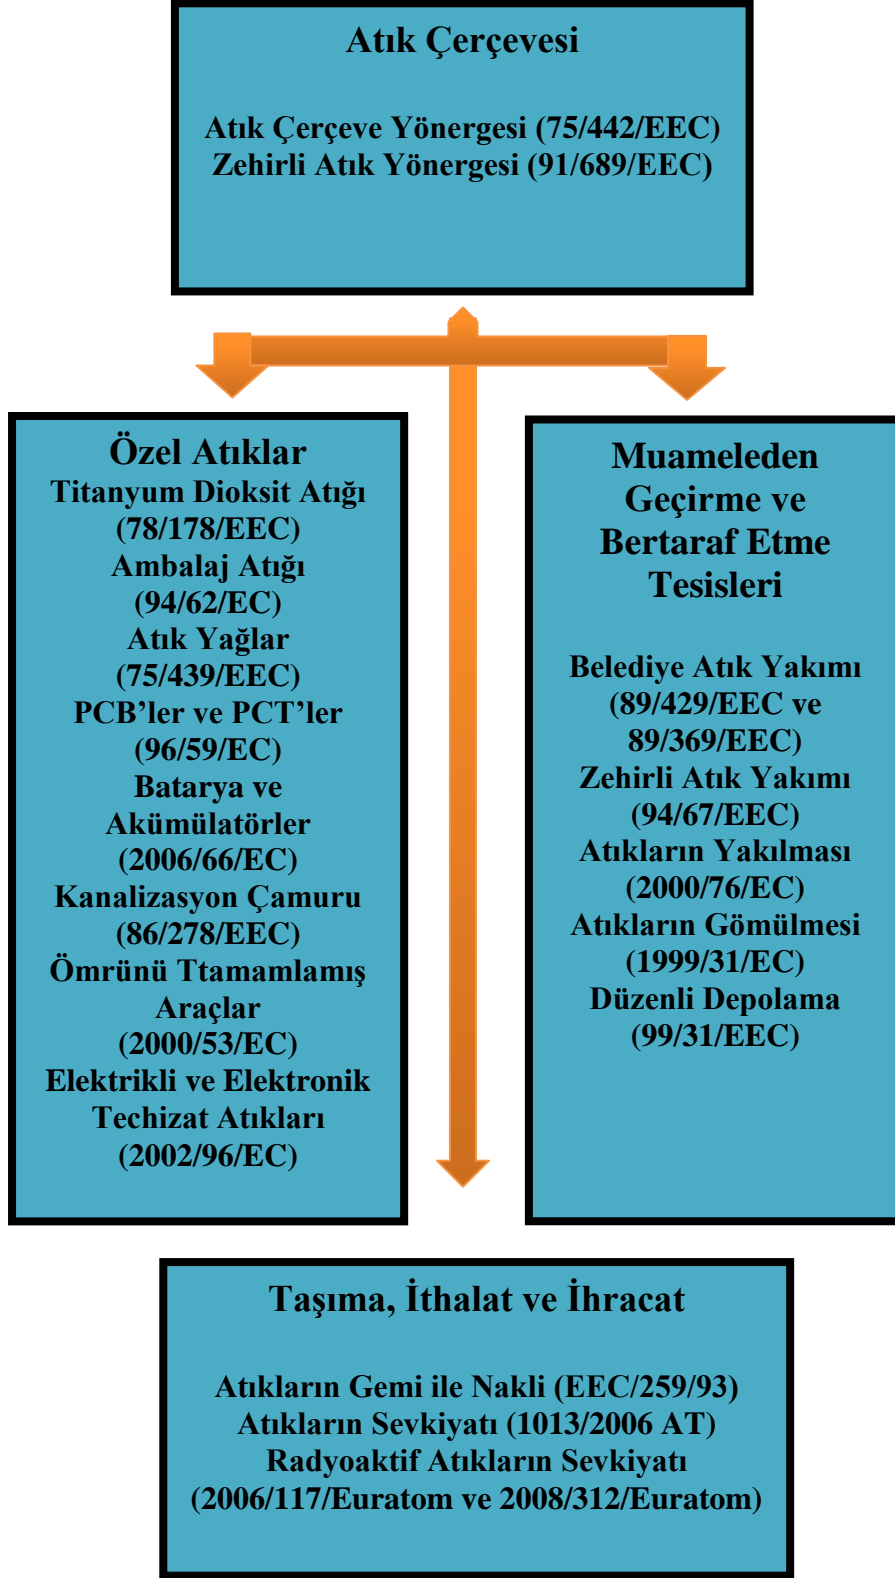 Atık Çerçevesi
Atık Çerçeve Yönergesi (75/442/EEC)
Zehirli Atık Yönergesi (91/689/EEC)
Özel Atıklar
Titanyum Dioksit Atığı
(78/178/EEC)
Ambalaj Atığı
(94/62/EC)
Atık Yağlar
(75/439/EEC)
PCB’ler ve PCT’ler
(96/59/EC)
Batarya ve
Akümülatörler
(2006/66/EC)
Kanalizasyon Çamuru
(86/278/EEC)
Ömrünü Ttamamlamış
Araçlar
(2000/53/EC)
Elektrikli ve Elektronik
Techizat Atıkları
(2002/96/EC)
Muameleden
Geçirme ve
Bertaraf Etme
Tesisleri
Belediye Atık Yakımı
(89/429/EEC ve
89/369/EEC)
Zehirli Atık Yakımı
(94/67/EEC)
Atıkların Yakılması
(2000/76/EC)
Atıkların Gömülmesi
(1999/31/EC)
Düzenli Depolama
(99/31/EEC)
Taşıma, İthalat ve İhracat
Atıkların Gemi ile Nakli (EEC/259/93)
Atıkların Sevkiyatı (1013/2006 AT)
Radyoaktif Atıkların Sevkiyatı
(2006/117/Euratom ve 2008/312/Euratom)